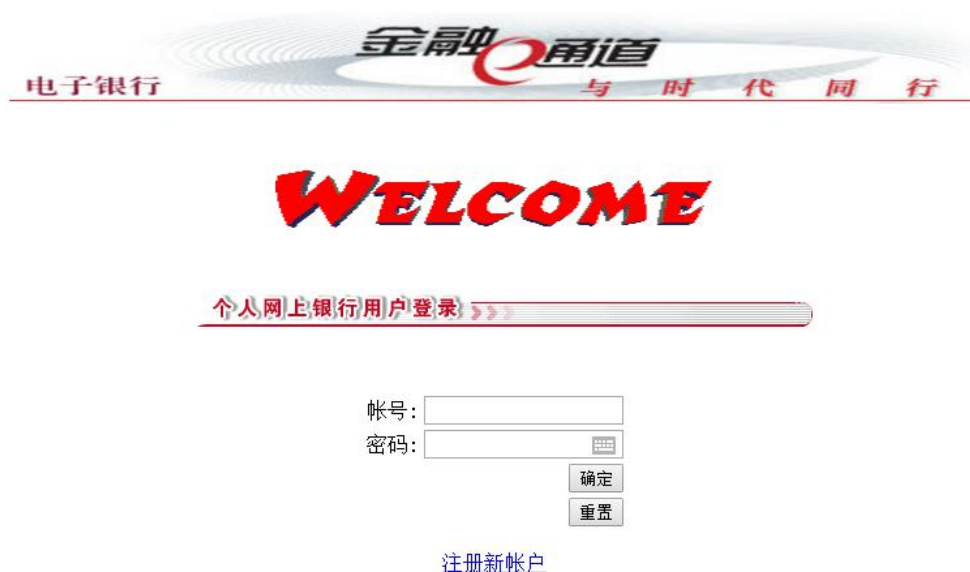 金融e通道
电子银行
与时代同行
WELCOME
个人网上银行用户登录
帐号:
密码:
确定
重置
注册新帐户